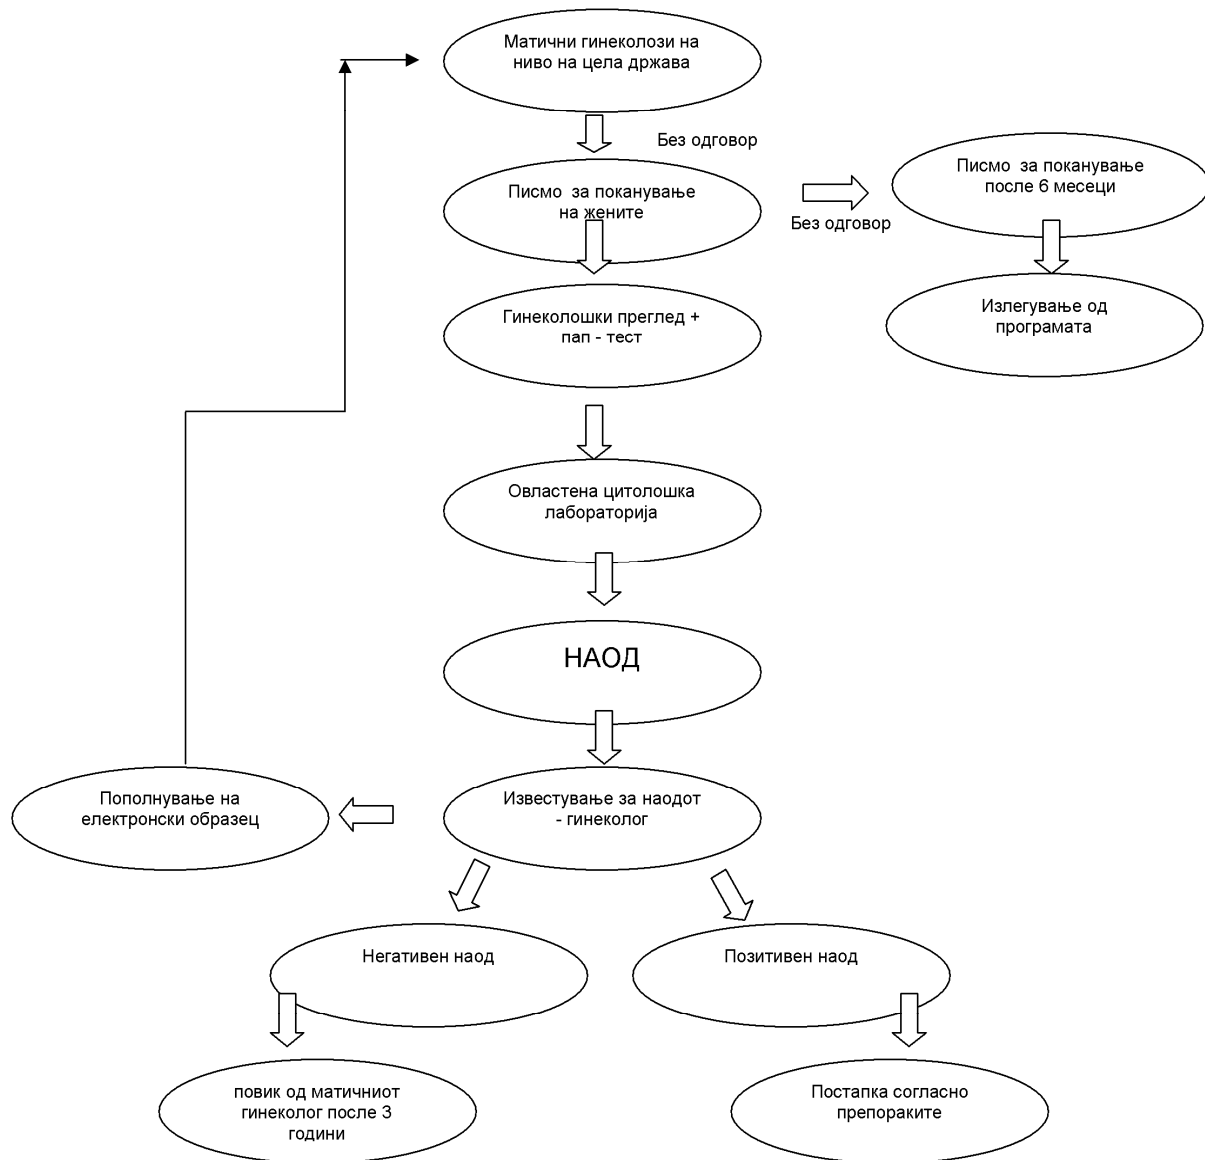 Матични гинеколози на
ниво на цела држава
Без одговор
Писмо за поканување
на жените
Без одговор
Писмо за поканување
после 6 месеци
Излегување од
програмата
Гинеколошки преглед +
пап - тест
Овластена цитолошка
лабораторија
НАОД
Известување за наодот
- гинеколог
Пополнување на
електронски образец
Негативен наод
Позитивен наод
повик од матичниот
гинеколог после 3
години
Постапка согласно
препораките